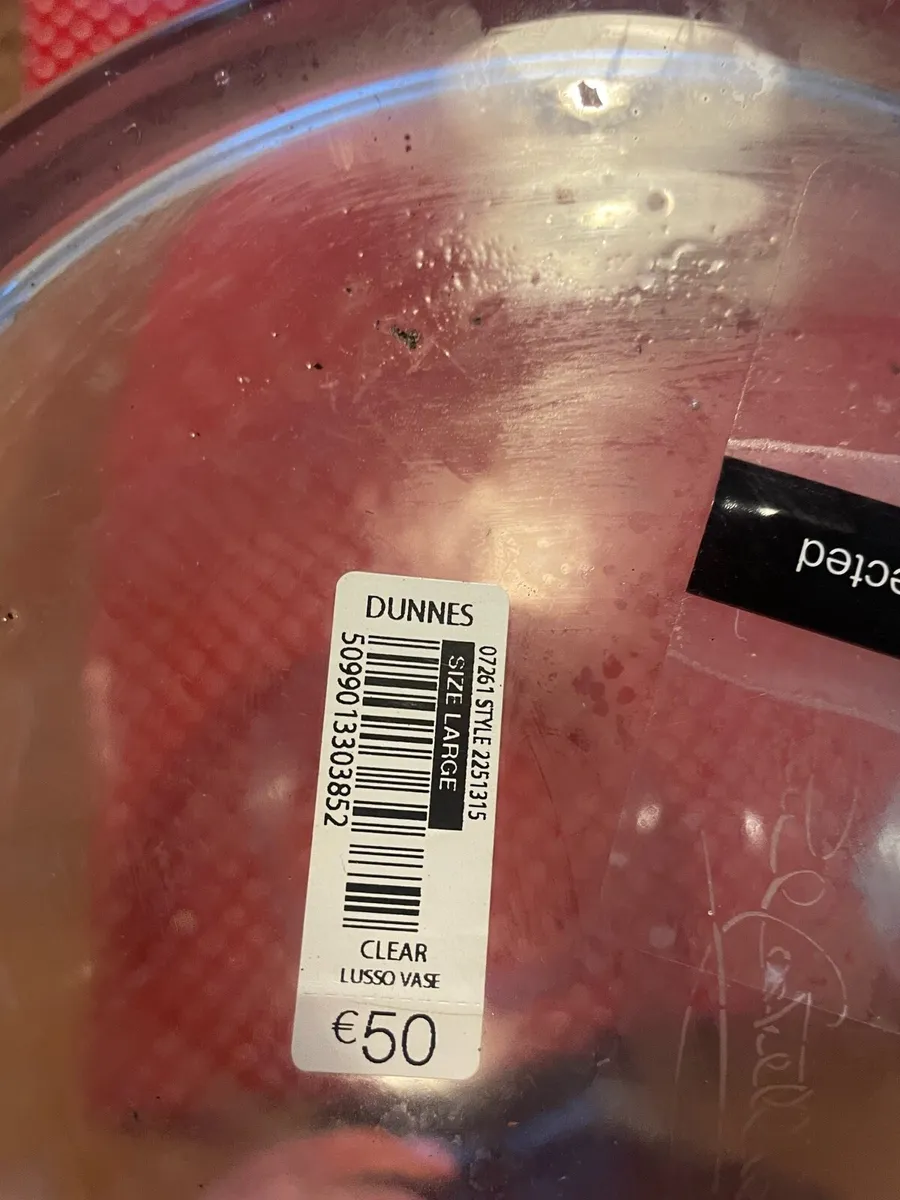 DUNNES
07261 STYLE 2251315
SIZE LARGE
5099013303852
CLEAR
LUSSO VASE
€50
ected